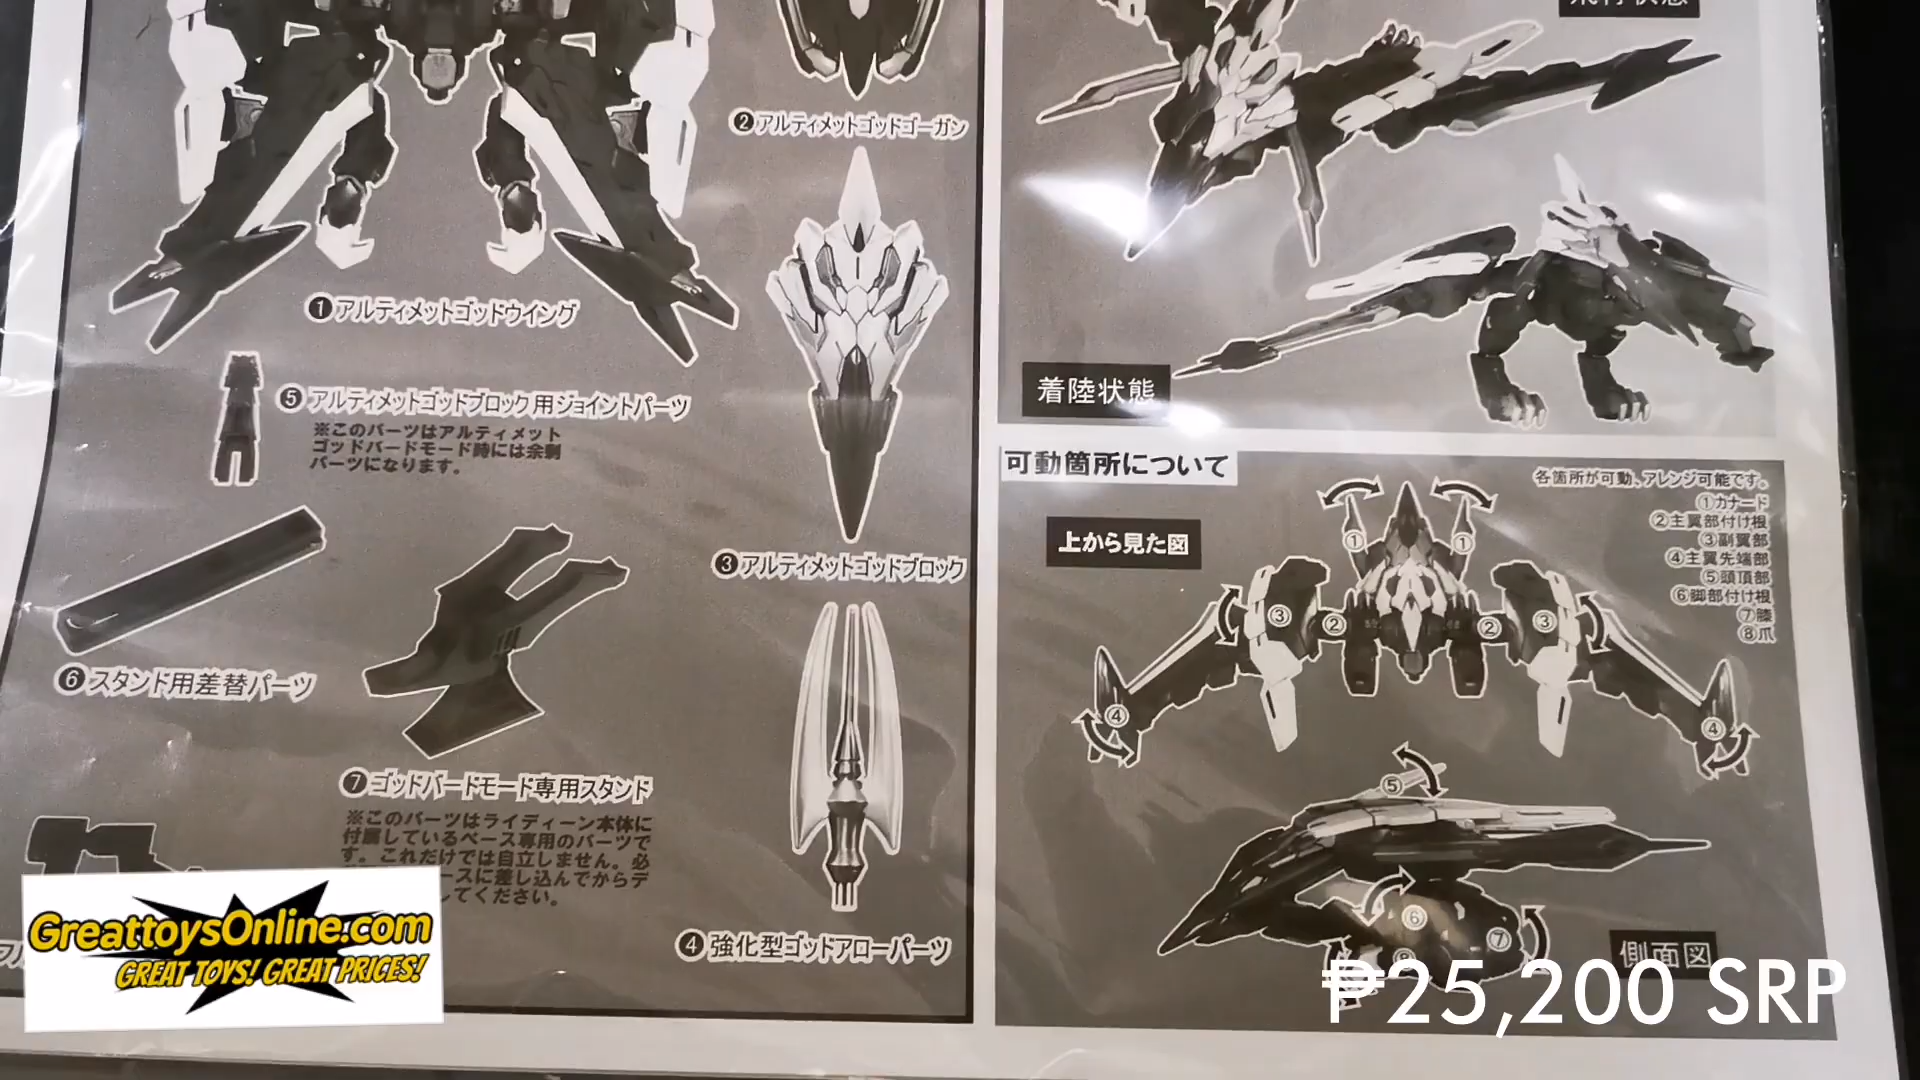 ②アルティメットゴッドゴーガン
①アルティメットゴッドウイング
⑤アルティメットゴッドブロック用ジョイントパーツ
※このパーツはアルティメット
ゴッドバードモード時には余剰
パーツになります。
③アルティメットゴッドブロック
⑥スタンド用差替パーツ
⑦ゴッドバードモード専用スタンド
※このパーツはライディーン本体に
付属しているベース専用のパーツで
す。これだけでは自立しません。必
ースに差し込んでからデ
してください。
④強化型ゴッドアローパーツ
着陸状態
可動箇所について
各箇所が可動、アレンジ可能です。
①カナード
②主翼部付け根
③副翼部
④主翼先端部
⑤頭頂部
⑥脚部付け根
⑦膝
⑧爪
上から見た図
① ①
③ ② ② ③
④ ④
⑤
⑥ ⑦
側面図
GreattoysOnline.com
GREAT TOYS! GREAT PRICES!
₱25,200 SRP